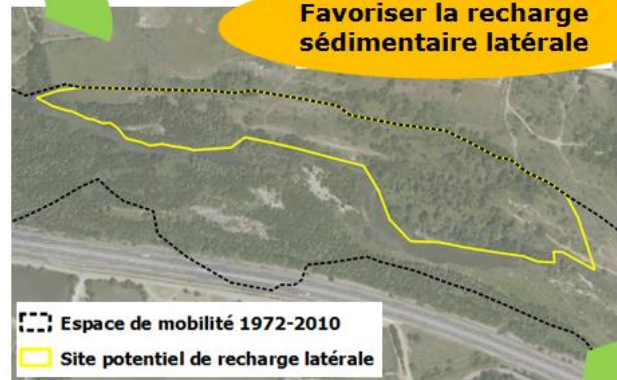 Favoriser la recharge
sédimentaire latérale
Espace de mobilité 1972-2010
Site potentiel de recharge latérale